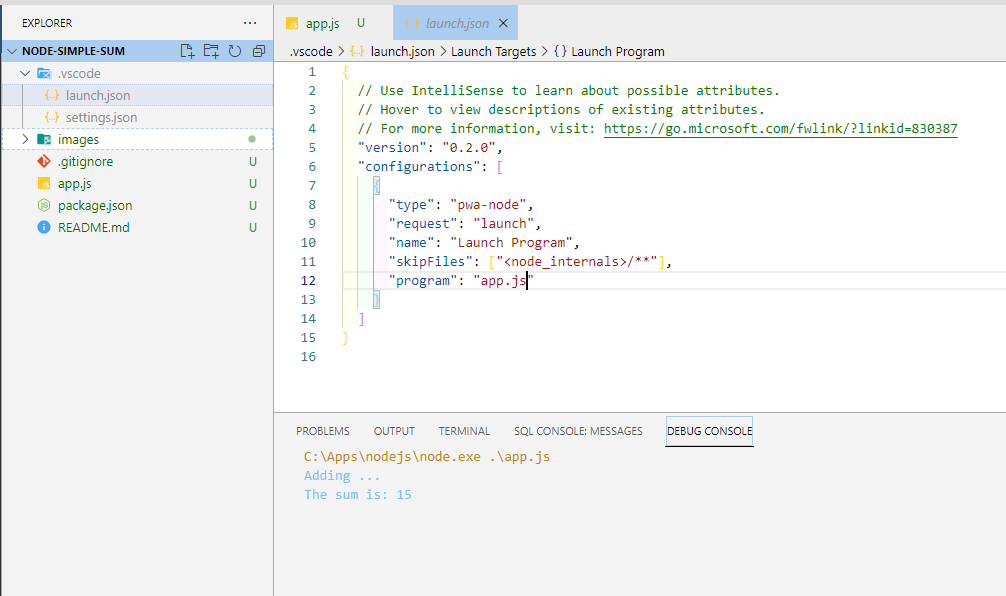 EXPLORER ...
NODE-SIMPLE-SUM
.vscode
{..} launch.json
{..} settings.json
images
.gitignore U
app.js U
package.json U
README.md U
app.js U
{..} launch.json
.vscode > {..} launch.json > Launch Targets > {} Launch Program
1 {
2 // Use IntelliSense to learn about possible attributes.
3 // Hover to view descriptions of existing attributes.
4 // For more information, visit: https://go.microsoft.com/fwlink/?linkid=830387
5 "version": "0.2.0",
6 "configurations": [
7 {
8 "type": "pwa-node",
9 "request": "launch",
10 "name": "Launch Program",
11 "skipFiles": ["<node_internals>/**"],
12 "program": "app.js"
13 }
14 ]
15 }
16
PROBLEMS OUTPUT TERMINAL SQL CONSOLE: MESSAGES DEBUG CONSOLE
C:\Apps\nodejs\node.exe .\app.js
Adding ...
The sum is: 15